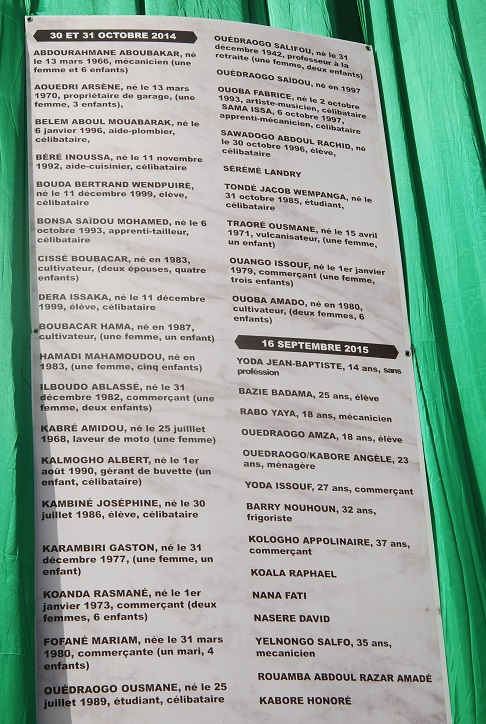 30 ET 31 OCTOBRE 2014
ABDOURAHMANE ABOUBAKAR, né
le 13 mars 1966, mécanicien (une
femme et 6 enfants)
AOUEDRI ARSÈNE, né le 13 mars
1970, propriétaire de garage, (une
femme, 3 enfants),
BELEM ABOUL MOUABARAK, né le
6 janvier 1996, aide-plombier,
célibataire,
BÉRÉ INOUSSA, né le 11 novembre
1992, aide-cuisinier, célibataire
BOUDA BERTRAND WENDPUIRÉ,
né le 11 décembre 1999, élève,
célibataire
BONSA SAÏDOU MOHAMED, né le 6
octobre 1993, apprenti-tailleur,
célibataire
CISSÉ BOUBACAR, né en 1983,
cultivateur, (deux épouses, quatre
enfants)
DERA ISSAKA, né le 11 décembre
1999, élève, célibataire
BOUBACAR HAMA, né en 1987,
cultivateur, (une femme, un enfant)
HAMADI MAHAMOUDOU, né en
1983, (une femme, cinq enfants)
ILBOUDO ABLASSÉ, né le 31
décembre 1982, commerçant (une
femme, deux enfants)
KABRÉ AMIDOU, né le 25 juilllet
1968, laveur de moto (une femme)
KALMOGHO ALBERT, né le 1er
août 1990, gérant de buvette (un
enfant, célibataire)
KAMBINÉ JOSÉPHINE, né le 30
juillet 1986, élève, célibataire
KARAMBIRI GASTON, né le 31
décembre 1977, (une femme, un
enfant)
KOANDA RASMANÉ, né le 1er
janvier 1973, commerçant (deux
femmes, 6 enfants)
FOFANÉ MARIAM, née le 31 mars
1980, commerçante (un mari, 4
enfants)
OUÉDRAOGO OUSMANE, né le 25
juillet 1989, étudiant, célibataire
OUÉDRAOGO SALIFOU, né le 31
décembre 1942, professeur à la
retraite (une femme, deux enfants)
OUÉDRAOGO SAÏDOU, né en 1997
OUOBA FABRICE, né le 2 octobre
1993, artiste-musicien, célibataire
SAMA ISSA, 6 octobre 1997,
apprenti-mécanicien, célibataire
SAWADOGO ABDOUL RACHID, né
le 30 octobre 1996, élève,
célibataire
SÉRÉMÉ LANDRY
TONDÉ JACOB WEMPANGA, né le
31 octobre 1985, étudiant,
célibataire
TRAORÉ OUSMANE, né le 15 avril
1971, vulcanisateur, (une femme,
un enfant)
OUANGO ISSOUF, né le 1er janvier
1979, commerçant (une femme,
trois enfants)
OUOBA AMADO, né en 1980,
cultivateur, (deux femmes, 6
enfants)
16 SEPTEMBRE 2015
YODA JEAN-BAPTISTE, 14 ans, sans
proféssion
BAZIE BADAMA, 25 ans, élève
RABO YAYA, 18 ans, mécanicien
OUEDRAOGO AMZA, 18 ans, élève
OUEDRAOGO/KABORE ANGÈLE, 23
ans, ménagère
YODA ISSOUF, 27 ans, commerçant
BARRY NOUHOUN, 32 ans,
frigoriste
KOLOGHO APPOLINAIRE, 37 ans,
commerçant
KOALA RAPHAEL
NANA FATI
NASERE DAVID
YELNONGO SALFO, 35 ans,
mecanicien
ROUAMBA ABDOUL RAZAR AMADÉ
KABORE HONORÉ